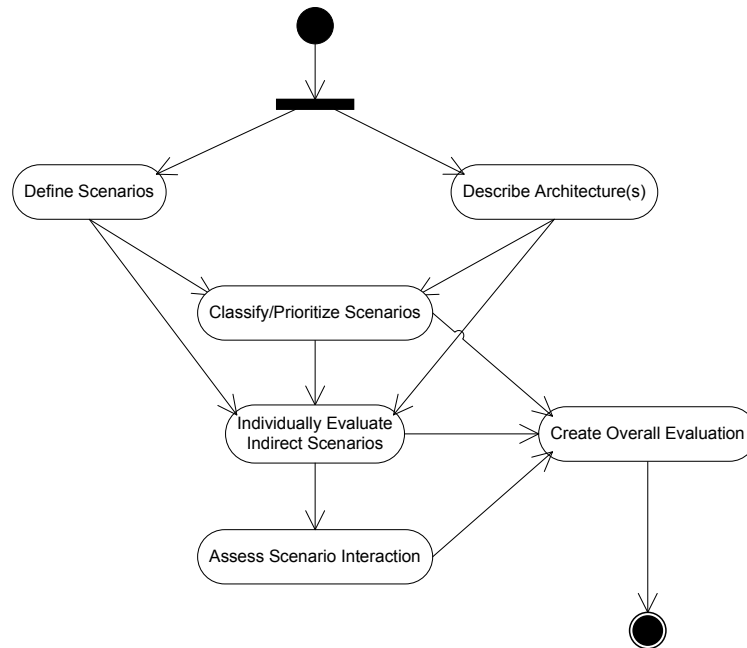 Define Scenarios
Describe Architecture(s)
Classify/Prioritize Scenarios
Individually Evaluate
Indirect Scenarios
Create Overall Evaluation
Assess Scenario Interaction